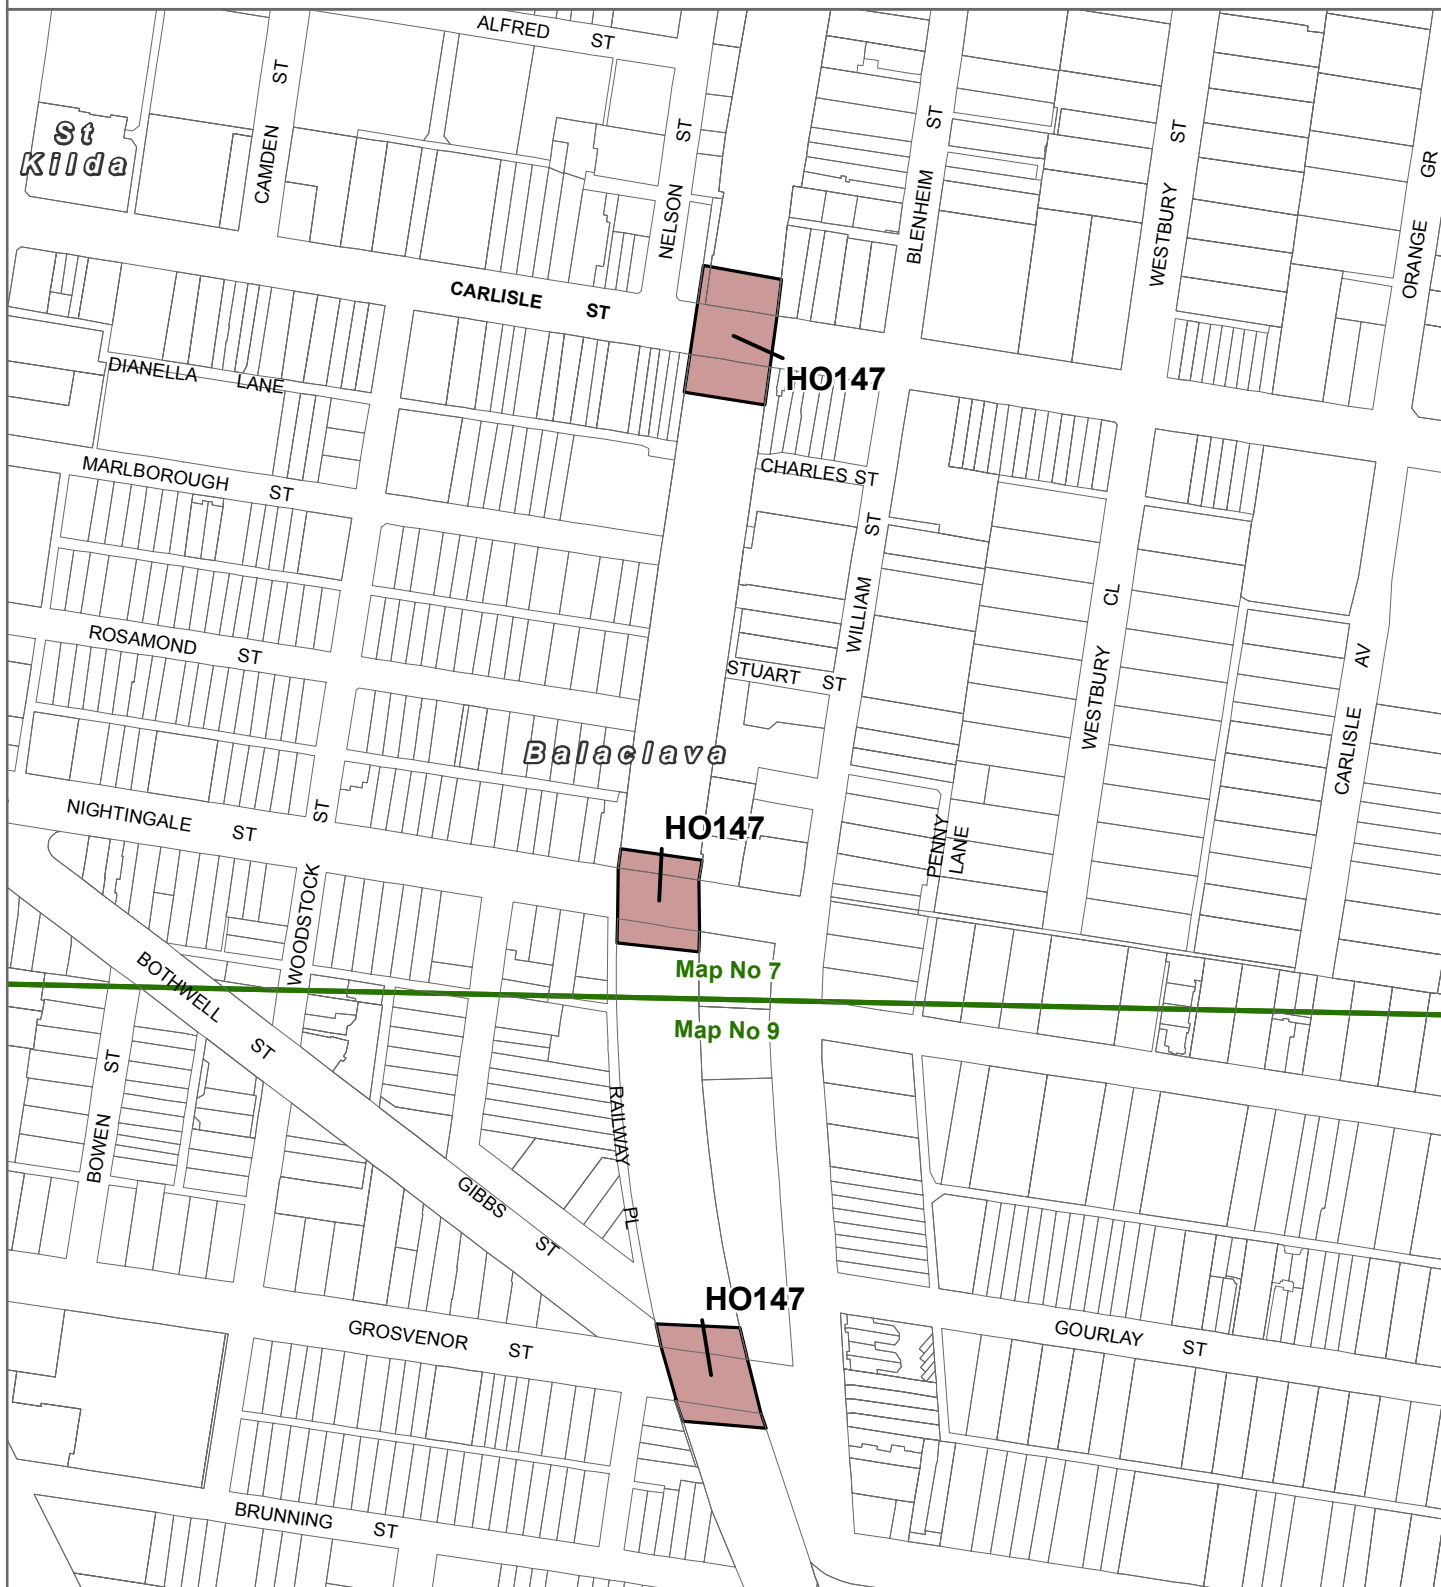 ALFRED ST
CAMDEN ST
St
Kilda
NELSON ST
BLENHEIM ST
WESTBURY ST
ORANGE GR
CARLISLE ST
HO147
DIANELLA LANE
MARLBOROUGH ST
CHARLES ST
WILLIAM ST
WESTBURY CL
ROSAMOND ST
STUART ST
CARLISLE AV
Balaclava
NIGHTINGALE ST
HO147
PENNY
LANE
WOODSTOCK ST
BOTHWELL ST
Map No 7
Map No 9
BOWEN ST
RAILWAY PL
GIBBS ST
HO147
GROSVENOR ST
GOURLAY ST
BRUNNING ST